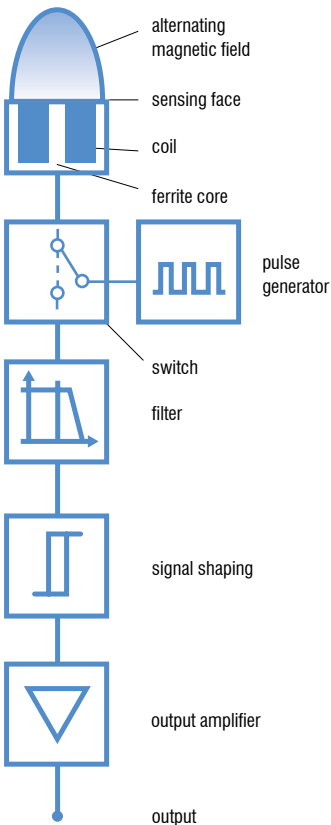 alternating
magnetic field
sensing face
coil
ferrite core
pulse
generator
switch
filter
signal shaping
output amplifier
output